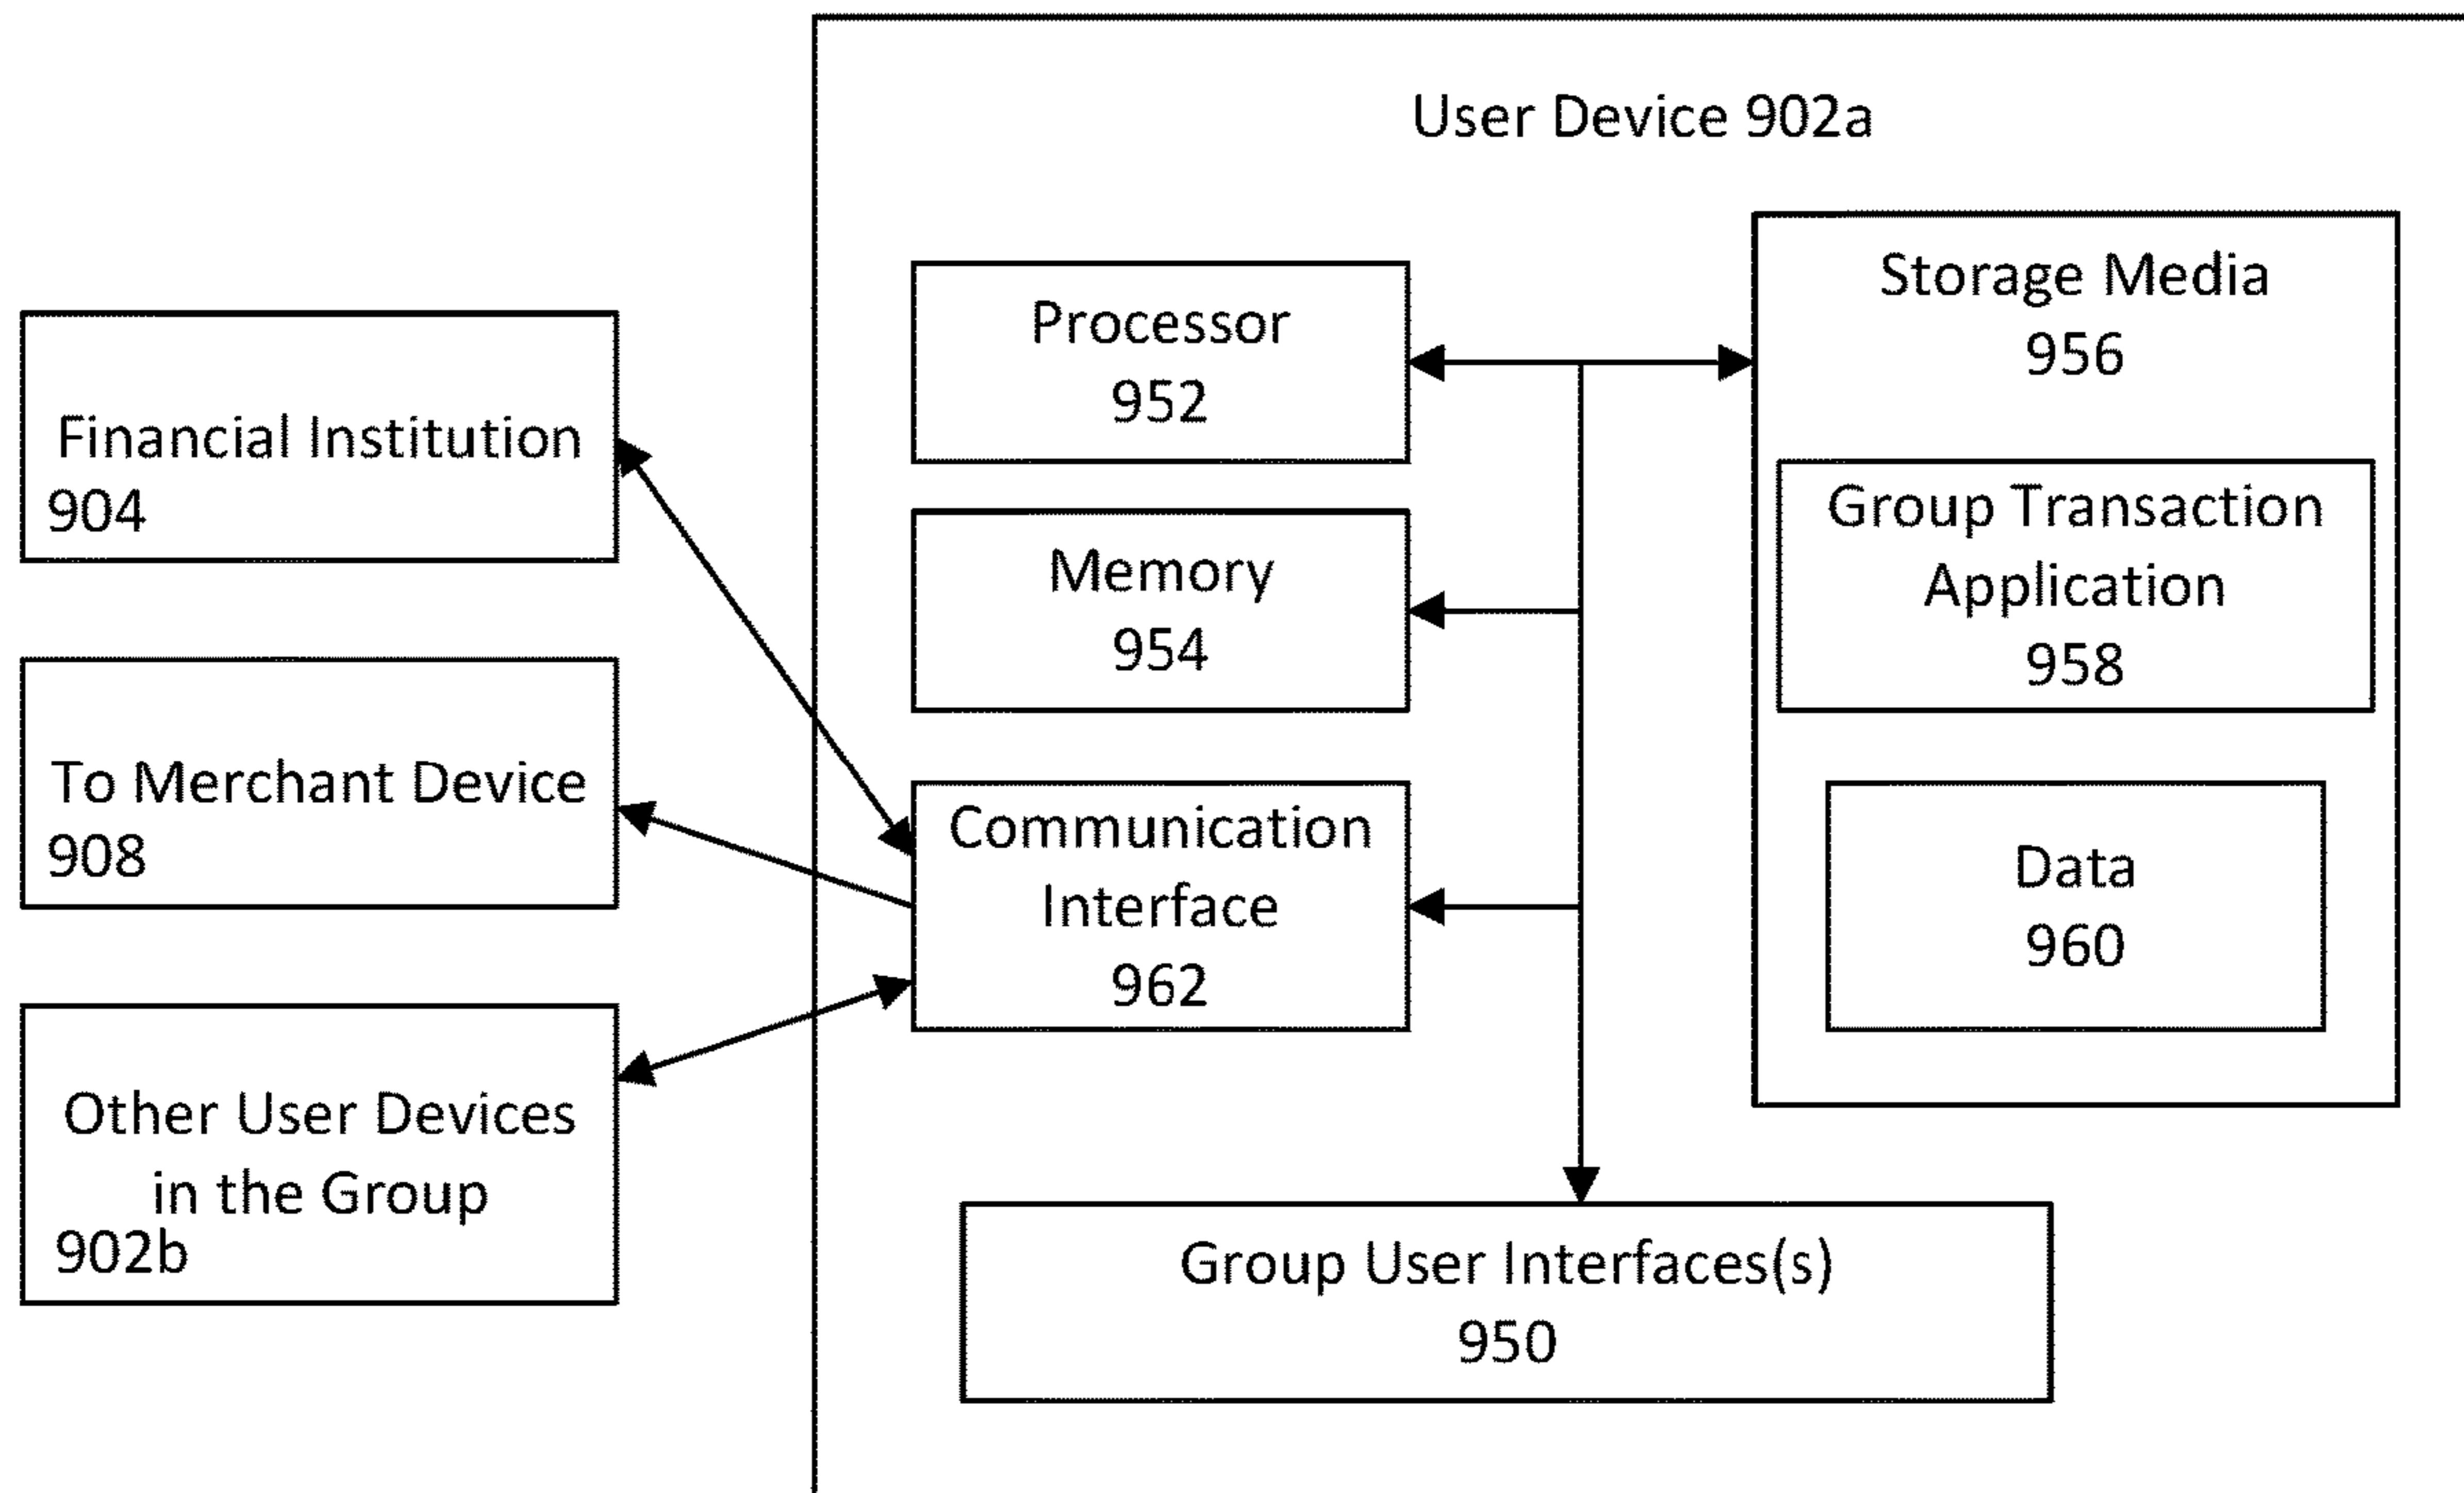 User Device 902a
Financial Institution
904
To Merchant Device
908
Other User Devices
in the Group
902b
Processor
952
Memory
954
Communication
Interface
962
Storage Media
956
Group Transaction
Application
958
Data
960
Group User Interfaces(s)
950